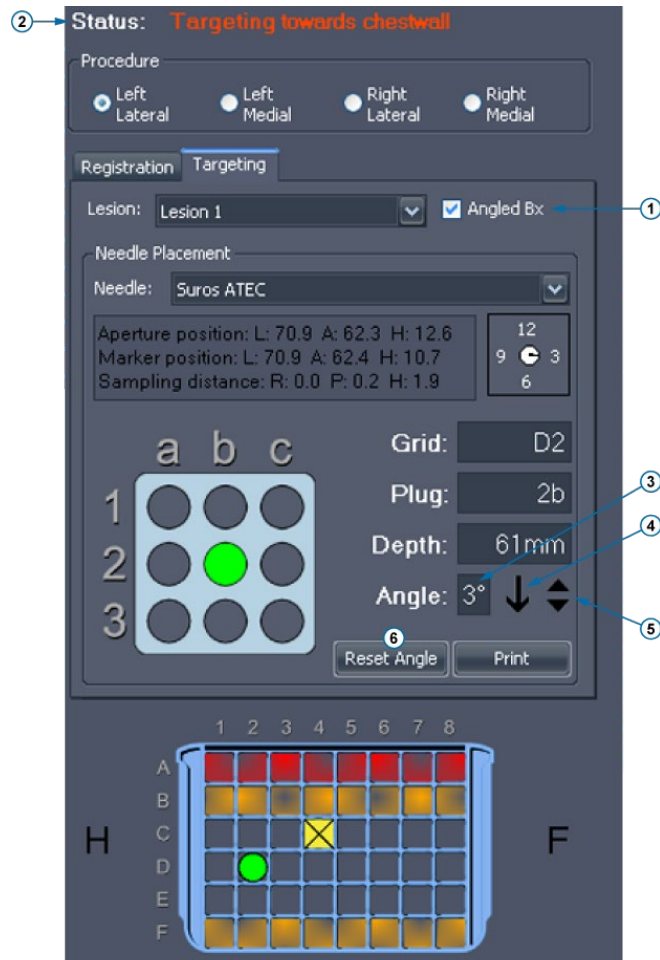 2
Status: Targeting towards chestwall
Procedure
Left Lateral
Left Medial
Right Lateral
Right Medial
Registration Targeting
Lesion: Lesion 1 Angled Bx 1
Needle Placement
Needle: Suros ATEC
Aperture position: L: 70.9 A: 62.3 H: 12.6
Marker position: L: 70.9 A: 62.4 H: 10.7
Sampling distance: R: 0.0 P: 0.2 H: 1.9
12
9 3
6
a b c
1
2
3
Grid: D2
Plug: 2b
Depth: 61mm
Angle: 3°
3
4
5
6
Reset Angle Print
1 2 3 4 5 6 7 8
A
B
C
D
E
F
H F